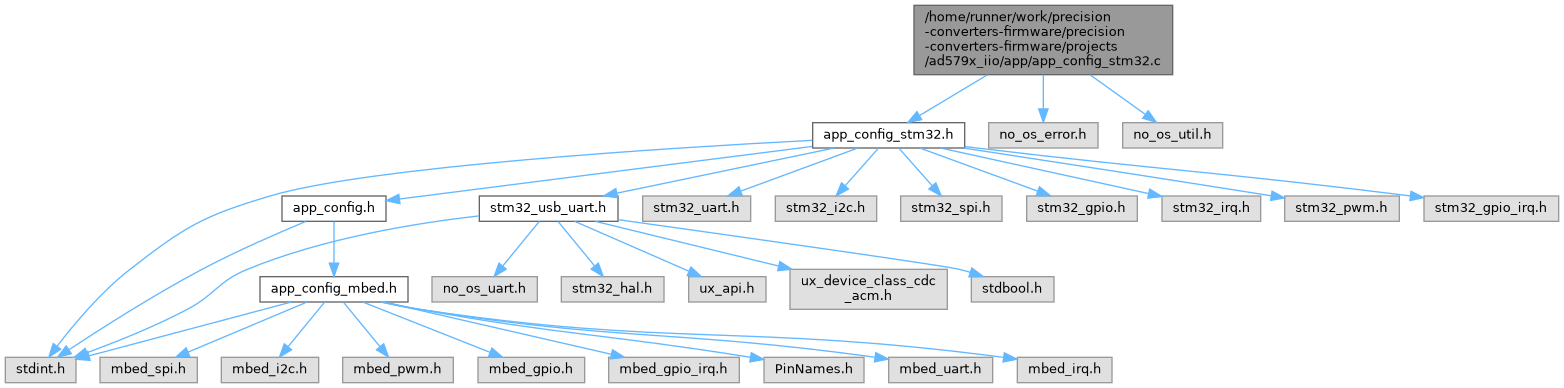 /home/runner/work/precision
-converters-firmware/precision
-converters-firmware/projects
/ad579x_iio/app/app_config_stm32.c
app_config_stm32.h
no_os_error.h
no_os_util.h
app_config.h
stm32_usb_uart.h
stm32_uart.h
stm32_i2c.h
stm32_spi.h
stm32_gpio.h
stm32_irq.h
stm32_pwm.h
stm32_gpio_irq.h
app_config_mbed.h
no_os_uart.h
stm32_hal.h
ux_api.h
ux_device_class_cdc
_acm.h
stdbool.h
stdint.h
mbed_spi.h
mbed_i2c.h
mbed_pwm.h
mbed_gpio.h
mbed_gpio_irq.h
PinNames.h
mbed_uart.h
mbed_irq.h